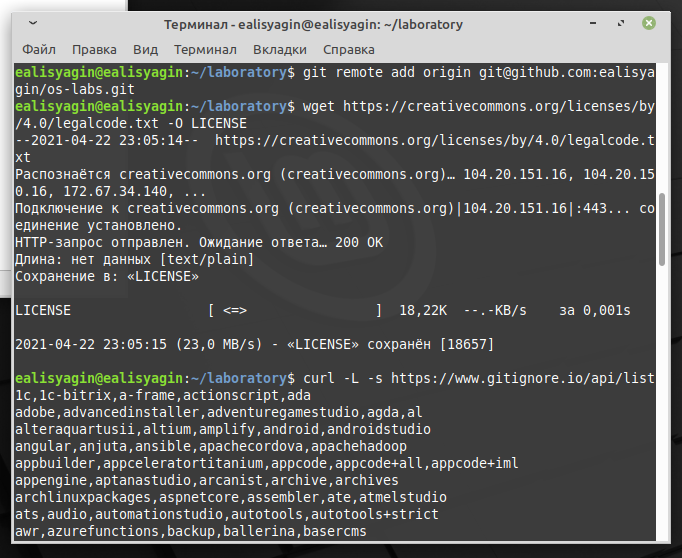 Терминал - ealisyagin@ealisyagin: ~/laboratory
Файл Правка Вид Терминал Вкладки Справка
ealisyagin@ealisyagin:~/laboratory$ git remote add origin git@github.com:ealisya
gin/os-labs.git
ealisyagin@ealisyagin:~/laboratory$ wget https://creativecommons.org/licenses/by
/4.0/legalcode.txt -O LICENSE
--2021-04-22 23:05:14--  https://creativecommons.org/licenses/by/4.0/legalcode.t
xt
Распознаётся creativecommons.org (creativecommons.org)… 104.20.151.16, 104.20.15
0.16, 172.67.34.140, ...
Подключение к creativecommons.org (creativecommons.org)|104.20.151.16|:443... со
единение установлено.
HTTP-запрос отправлен. Ожидание ответа… 200 OK
Длина: нет данных [text/plain]
Сохранение в: «LICENSE»
LICENSE                 [ <=>                ]  18,22K  --.-KB/s    за 0,001s
2021-04-22 23:05:15 (23,0 MB/s) - «LICENSE» сохранён [18657]
ealisyagin@ealisyagin:~/laboratory$ curl -L -s https://www.gitignore.io/api/list
1c,1c-bitrix,a-frame,actionscript,ada
adobe,advancedinstaller,adventuregamestudio,agda,al
alteraquartusii,altium,amplify,android,androidstudio
angular,anjuta,ansible,apachecordova,apachehadoop
appbuilder,appceleratortitanium,appcode,appcode+all,appcode+iml
appengine,aptanastudio,arcanist,archive,archives
archlinuxpackages,aspnetcore,assembler,ate,atmelstudio
ats,audio,automationstudio,autotools,autotools+strict
awr,azurefunctions,backup,ballerina,basercms